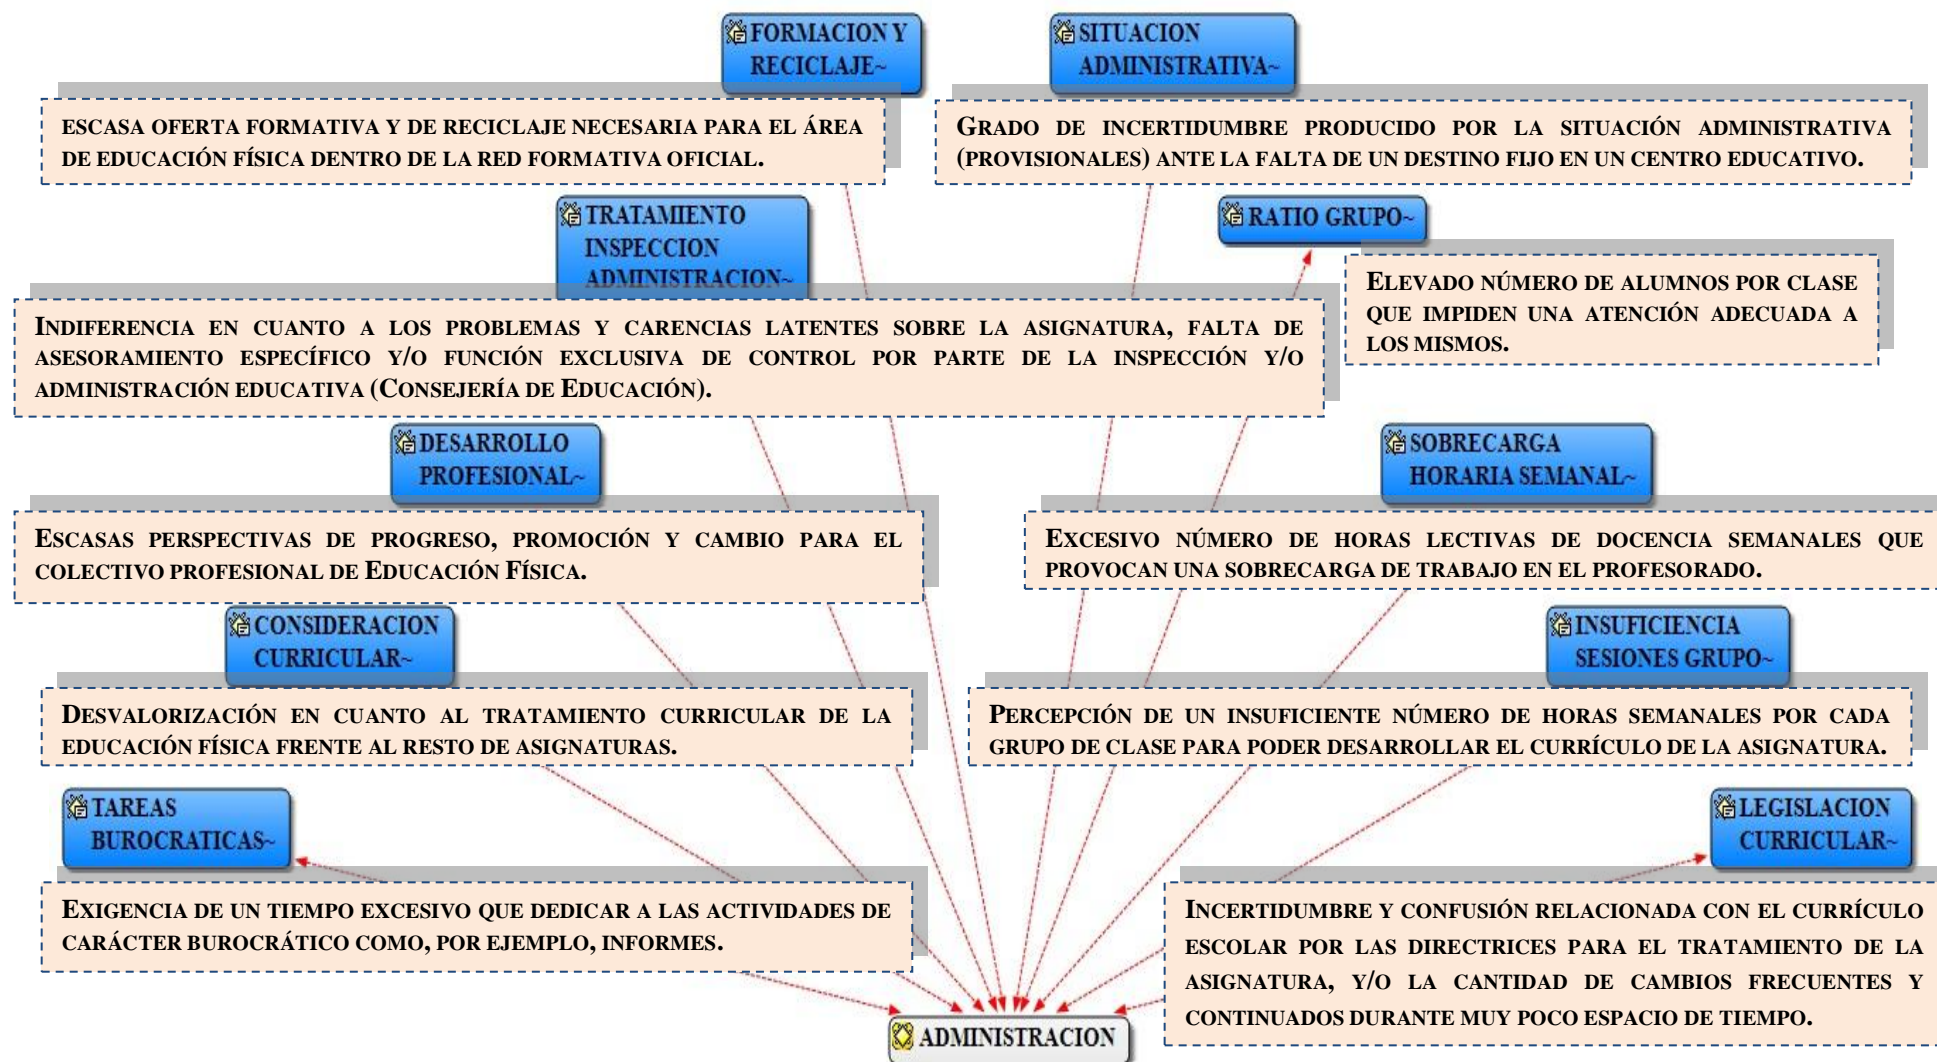 FORMACION Y
RECICLAJE~
SITUACION
ADMINISTRATIVA~
ESCASA OFERTA FORMATIVA Y DE RECICLAJE NECESARIA PARA EL ÁREA
DE EDUCACIÓN FÍSICA DENTRO DE LA RED FORMATIVA OFICIAL.
GRADO DE INCERTIDUMBRE PRODUCIDO POR LA SITUACIÓN ADMINISTRATIVA
(PROVISIONALES) ANTE LA FALTA DE UN DESTINO FIJO EN UN CENTRO EDUCATIVO.
TRATAMIENTO
INSPECCION
ADMINISTRACION~
RATIO GRUPO~
ELEVADO NÚMERO DE ALUMNOS POR CLASE
QUE IMPIDEN UNA ATENCIÓN ADECUADA A
LOS MISMOS.
INDIFERENCIA EN CUANTO A LOS PROBLEMAS Y CARENCIAS LATENTES SOBRE LA ASIGNATURA, FALTA DE
ASESORAMIENTO ESPECÍFICO Y/O FUNCIÓN EXCLUSIVA DE CONTROL POR PARTE DE LA INSPECCIÓN Y/O
ADMINISTRACIÓN EDUCATIVA (CONSEJERÍA DE EDUCACIÓN).
DESARROLLO
PROFESIONAL~
SOBRECARGA
HORARIA SEMANAL~
ESCASAS PERSPECTIVAS DE PROGRESO, PROMOCIÓN Y CAMBIO PARA EL
COLECTIVO PROFESIONAL DE EDUCACIÓN FÍSICA.
EXCESIVO NÚMERO DE HORAS LECTIVAS DE DOCENCIA SEMANALES QUE
PROVOCAN UNA SOBRECARGA DE TRABAJO EN EL PROFESORADO.
CONSIDERACION
CURRICULAR~
INSUFICIENCIA
SESIONES GRUPO~
DESVALORIZACIÓN EN CUANTO AL TRATAMIENTO CURRICULAR DE LA
EDUCACIÓN FÍSICA FRENTE AL RESTO DE ASIGNATURAS.
PERCEPCIÓN DE UN INSUFICIENTE NÚMERO DE HORAS SEMANALES POR CADA
GRUPO DE CLASE PARA PODER DESARROLLAR EL CURRÍCULO DE LA ASIGNATURA.
TAREAS
BUROCRATICAS~
LEGISLACION
CURRICULAR~
EXIGENCIA DE UN TIEMPO EXCESIVO QUE DEDICAR A LAS ACTIVIDADES DE
CARÁCTER BUROCRÁTICO COMO, POR EJEMPLO, INFORMES.
INCERTIDUMBRE Y CONFUSIÓN RELACIONADA CON EL CURRÍCULO
ESCOLAR POR LAS DIRECTRICES PARA EL TRATAMIENTO DE LA
ASIGNATURA, Y/O LA CANTIDAD DE CAMBIOS FRECUENTES Y
CONTINUADOS DURANTE MUY POCO ESPACIO DE TIEMPO.
ADMINISTRACION